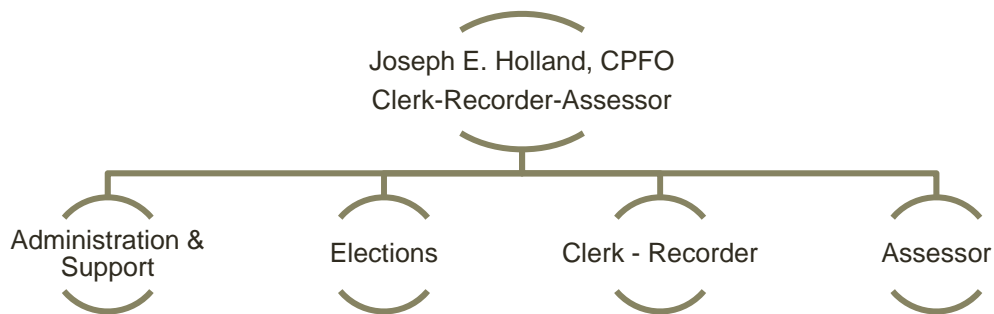 Joseph E. Holland, CPFO
Clerk-Recorder-Assessor
Administration &
Support
Elections
Clerk - Recorder
Assessor